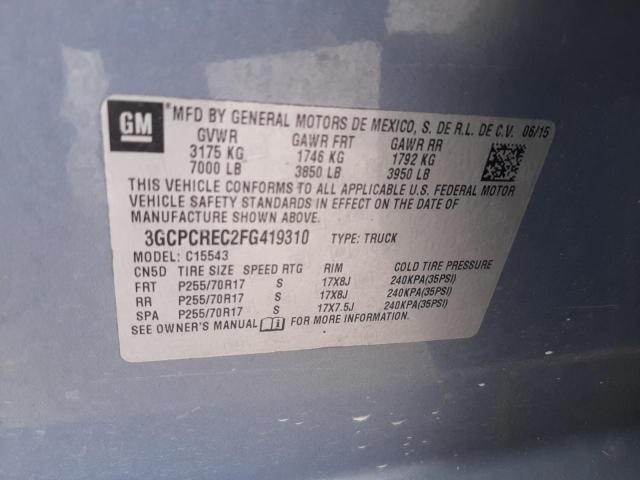 GM
MFD BY GENERAL MOTORS DE MEXICO, S. DE R.L. DE C.V. 06/15
GVWR GAWR FRT GAWR RR
3175 KG 1746 KG 1792 KG
7000 LB 3850 LB 3950 LB
THIS VEHICLE CONFORMS TO ALL APPLICABLE U.S. FEDERAL MOTOR
VEHICLE SAFETY STANDARDS IN EFFECT ON THE DATE OF
MANUFACTURE SHOWN ABOVE.
3GCPCREC2FG419310 TYPE: TRUCK
MODEL: C15543
CN5D TIRE SIZE SPEED RTG RIM COLD TIRE PRESSURE
FRT P255/70R17 S 17X8J 240KPA(35PSI)
RR P255/70R17 S 17X8J 240KPA(35PSI)
SPA P255/70R17 S 17X7.5J 240KPA(35PSI)
SEE OWNER'S MANUAL FOR MORE INFORMATION.